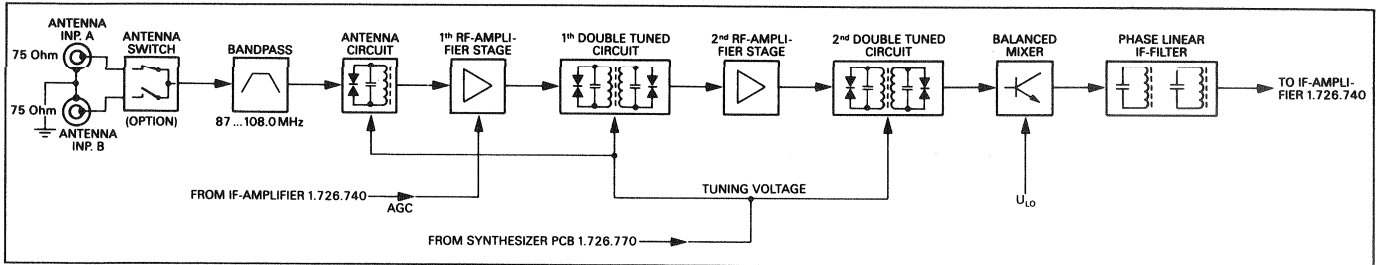 ANTENNA
INP. A
75 Ohm
75 Ohm
ANTENNA
INP. B
ANTENNA
SWITCH
(OPTION)
BANDPASS
87 ... 108.0 MHz
ANTENNA
CIRCUIT
1th RF-AMPLI-
FIER STAGE
1th DOUBLE TUNED
CIRCUIT
2nd RF-AMPLI-
FIER STAGE
2nd DOUBLE TUNED
CIRCUIT
BALANCED
MIXER
PHASE LINEAR
IF-FILTER
TO IF-AMPLI-
FIER 1.726.740
FROM IF-AMPLIFIER 1.726.740
AGC
TUNING VOLTAGE
ULO
FROM SYNTHESIZER PCB 1.726.770